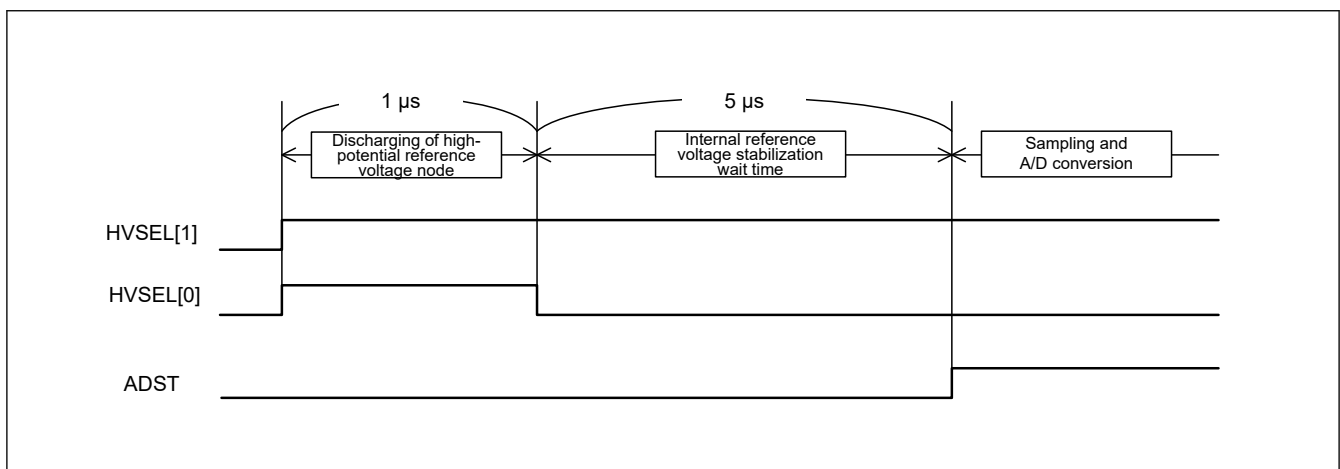 1 µs
5 µs
Discharging of high-
potential reference
voltage node
Internal reference
voltage stabilization
wait time
Sampling and
A/D conversion
HVSEL[1]
HVSEL[0]
ADST